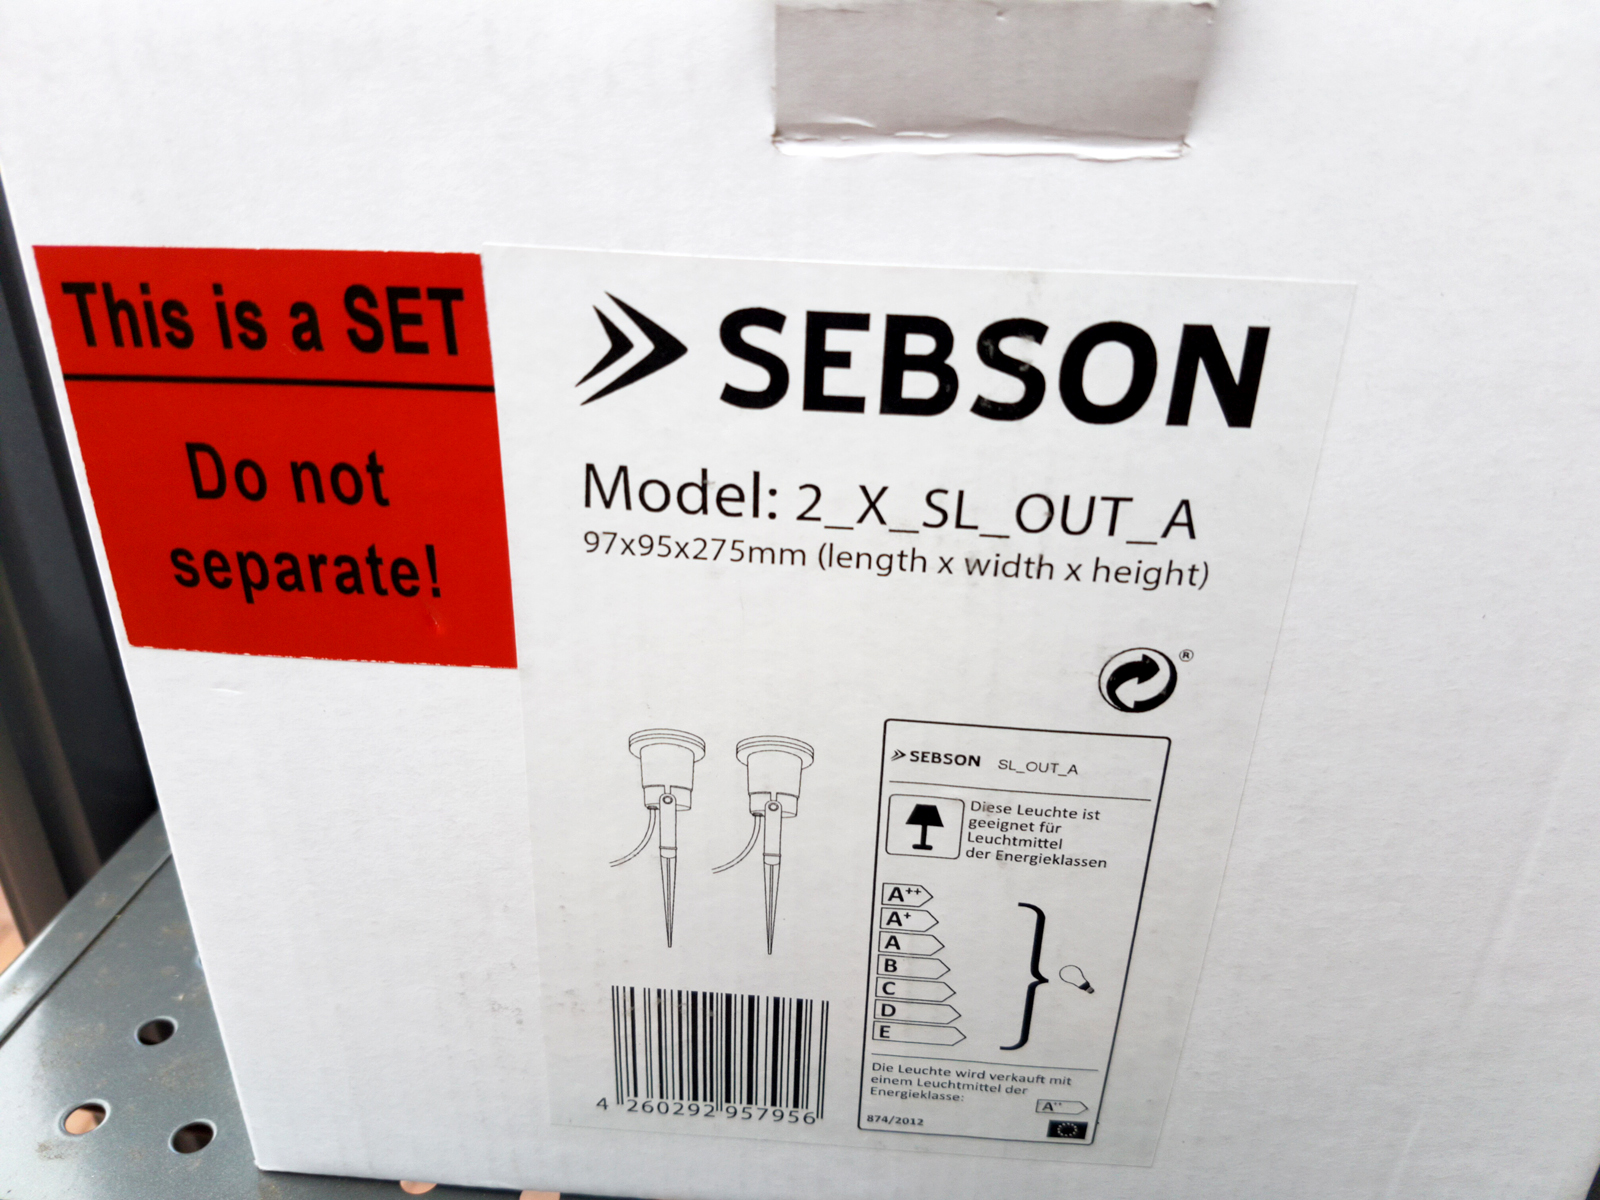 This is a SET
Do not
separate!
SEBSON
Model: 2_X_SL_OUT_A
97x95x275mm (length x width x height)
®
SEBSON SL_OUT_A
Diese Leuchte ist
geeignet für
Leuchtmittel
der Energieklassen
A++
A+
A
B
C
D
E
Die Leuchte wird verkauft mit
einem Leuchtmittel der
Energieklasse:
A++
874/2012
4 260292 957956